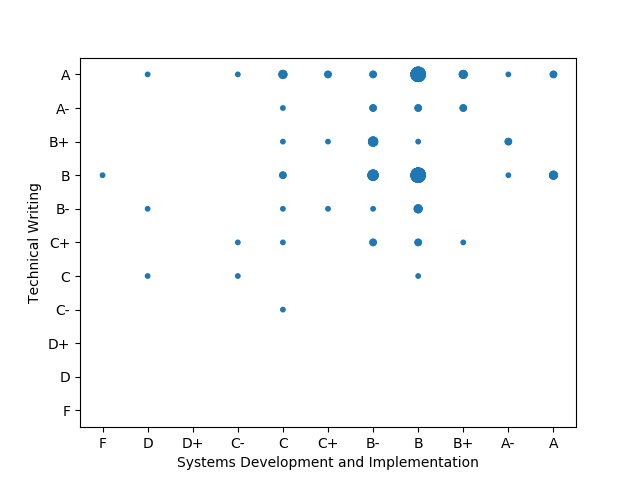 A
A-
B+
B
B-
C+
C
C-
D+
D
F
Technical Writing
F D D+ C- C C+ B- B B+ A- A
Systems Development and Implementation